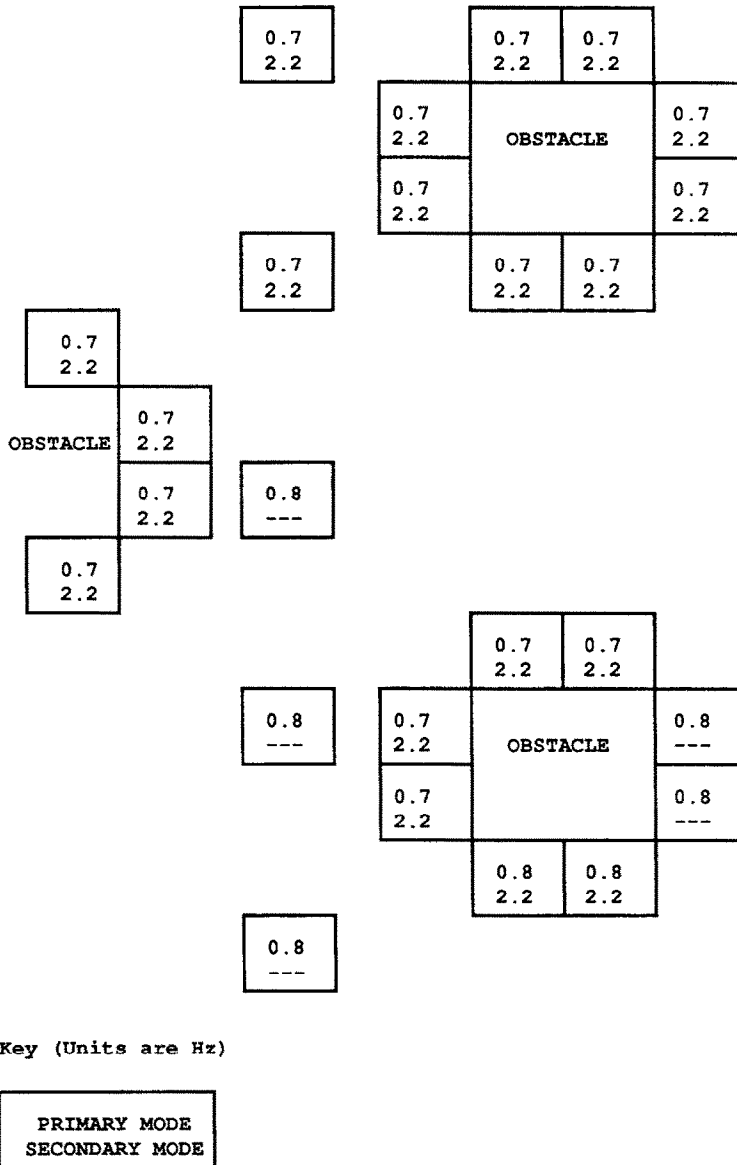 0.7 0.7 0.7
2.2 2.2 2.2
0.7 0.7
2.2 OBSTACLE 2.2
0.7 0.7
2.2 2.2
0.7 0.7 0.7
2.2 2.2 2.2
0.7
2.2
0.7
OBSTACLE 2.2
0.7 0.8
2.2 ---
0.7
2.2
0.7 0.7
2.2 2.2
0.8 0.7 0.8
--- 2.2 OBSTACLE ---
0.7 0.8
2.2 ---
0.8 0.8
2.2 2.2
0.8
---
Key (Units are Hz)
PRIMARY MODE
SECONDARY MODE